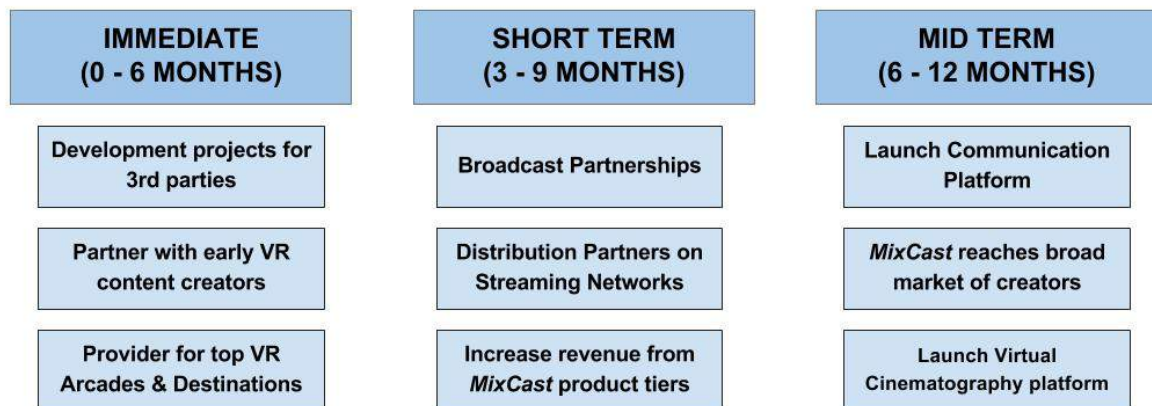 IMMEDIATE
(0 - 6 MONTHS)
Development projects for
3rd parties
Partner with early VR
content creators
Provider for top VR
Arcades & Destinations
SHORT TERM
(3 - 9 MONTHS)
Broadcast Partnerships
Distribution Partners on
Streaming Networks
Increase revenue from
MixCast product tiers
MID TERM
(6 - 12 MONTHS)
Launch Communication
Platform
MixCast reaches broad
market of creators
Launch Virtual
Cinematography platform